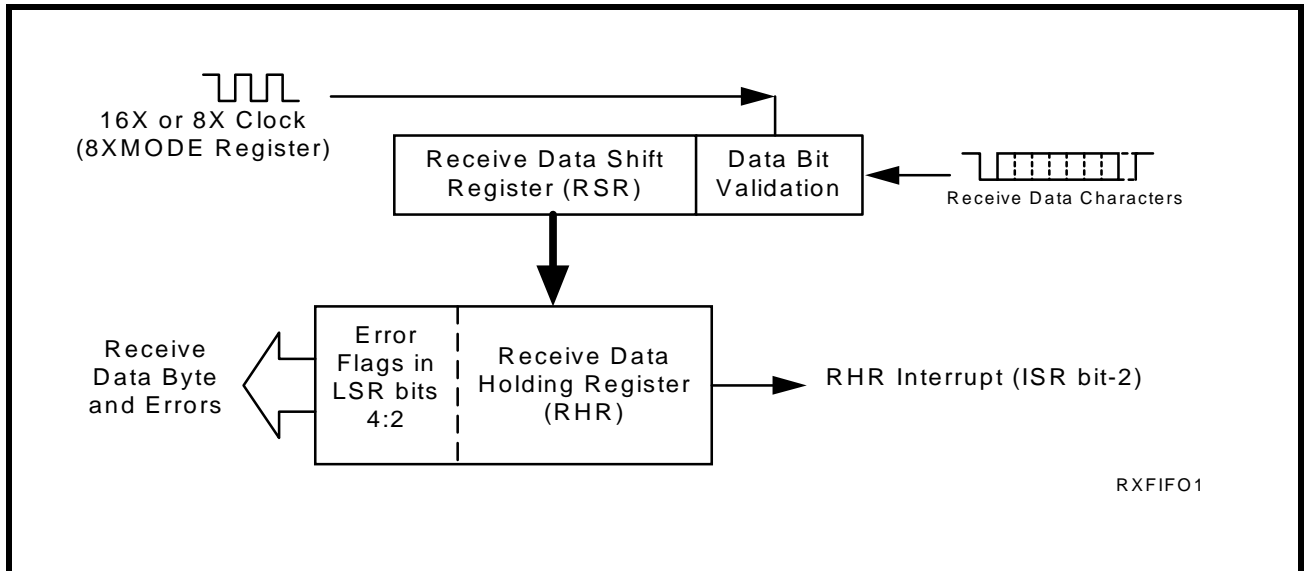 16X or 8X Clock
(8XMODE Register)
Receive Data Shift
Register (RSR)
Data Bit
Validation
Receive Data Characters
Receive
Data Byte
and Errors
Error
Flags in
LSR bits
4:2
Receive Data
Holding Register
(RHR)
RHR Interrupt (ISR bit-2)
RXFIFO1